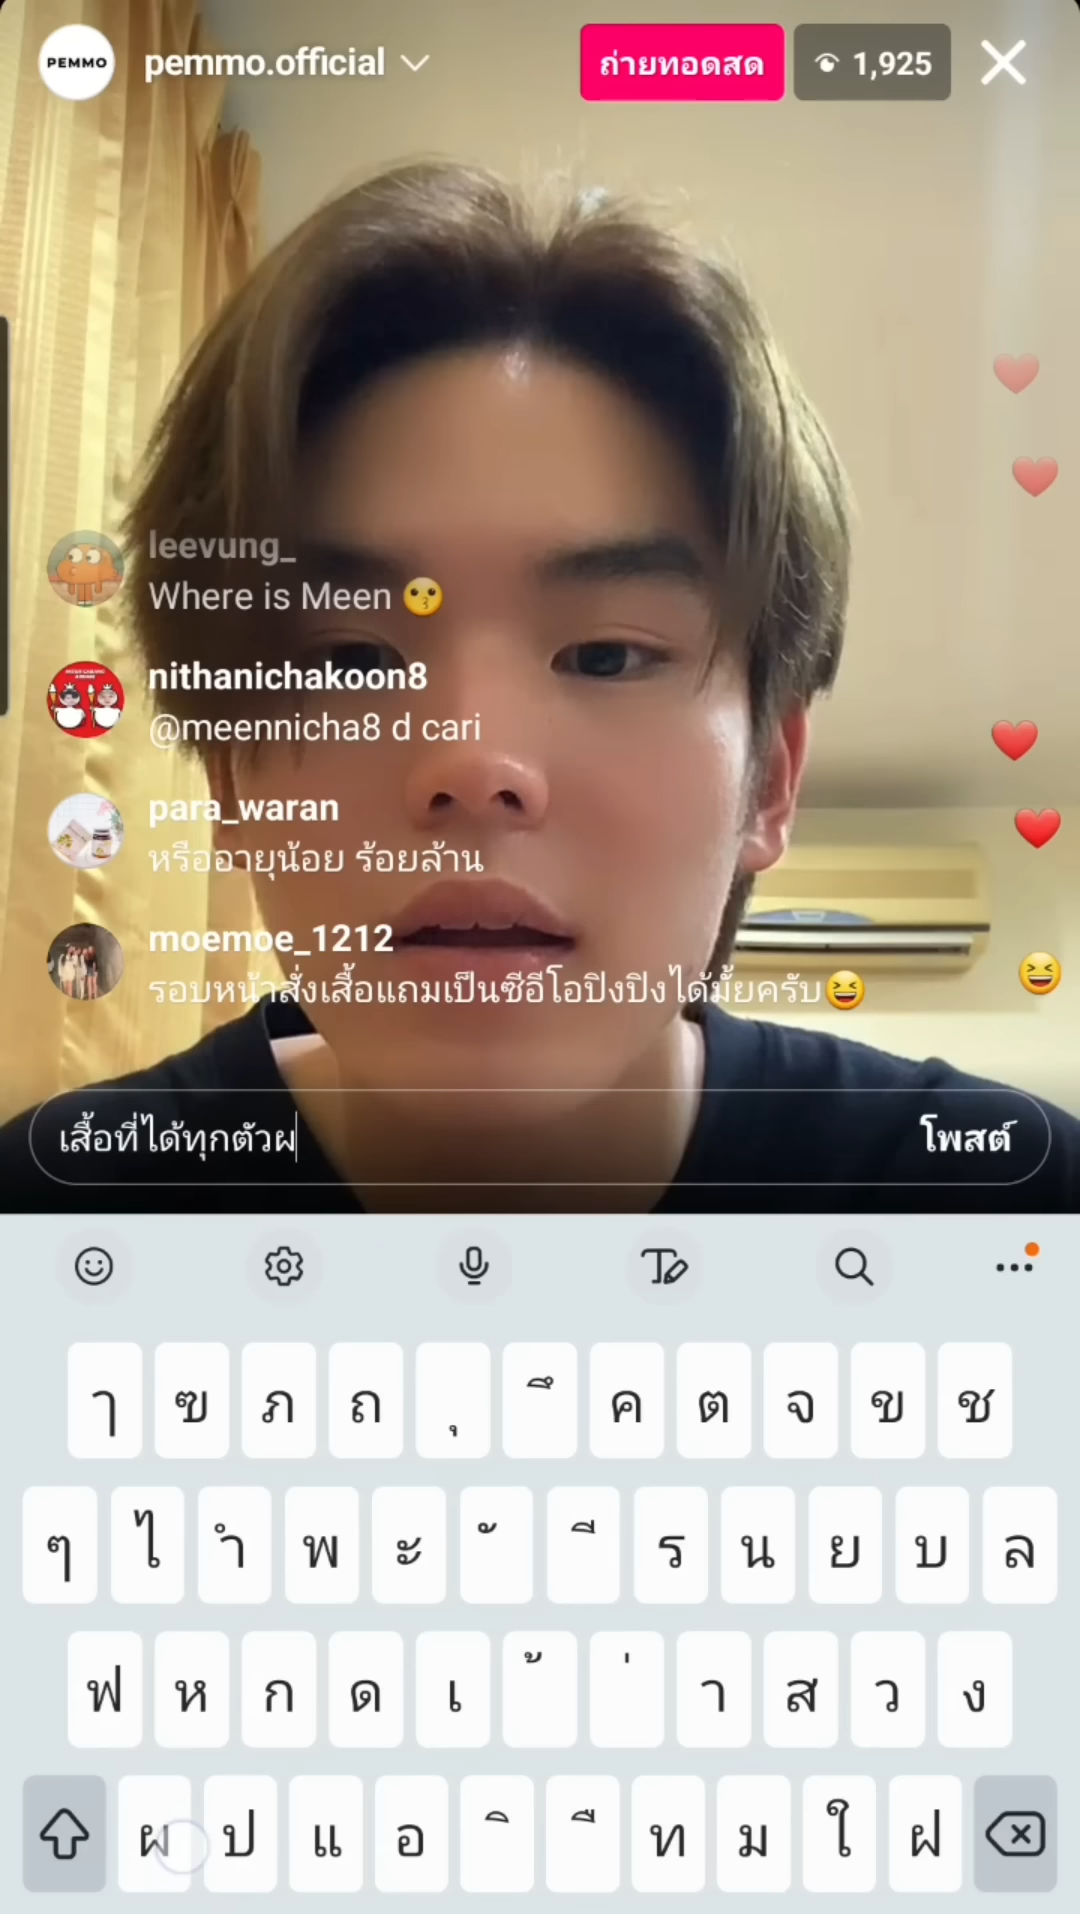 PEMMO
pemmo.official
ถ่ายทอดสด
1,925
leevung_
Where is Meen 😗
nithanichakoon8
@meennicha8 d cari
para_waran
หรืออายุน้อย ร้อยล้าน
moemoe_1212
รอบหน้าสั่งเสื้อแถมเป็นซีอีโอปิงปิงได้มั้ยครับ😆
เสื้อที่ได้ทุกตัวผ
โพสต์
ๅ ฃ ภ ถ ุ ึ ค ต จ ข ช
ๆ ไ ำ พ ะ ั ี ร น ย บ ล
ฟ ห ก ด เ ้ ่ า ส ว ง
ผ ป แ อ ิ ื ท ม ใ ฝ